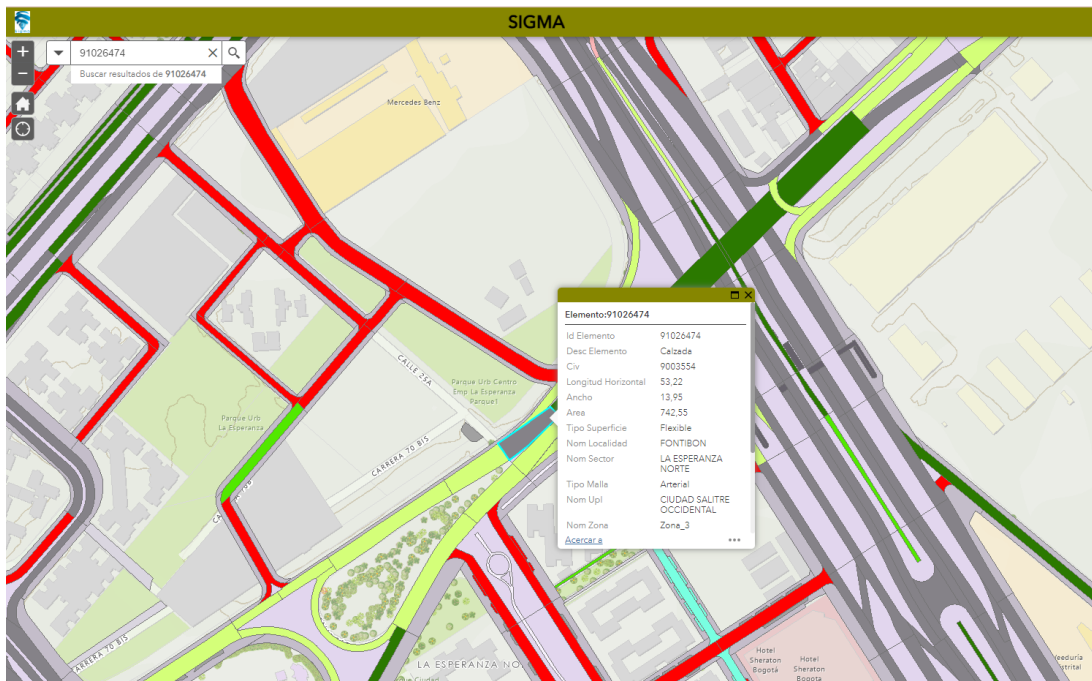 SIGMA
91026474
Buscar resultados de 91026474
Mercedes Benz
CALLE 25A
Parque Urb Centro
Emp La Esperanza
Parque1
Parque Urb
La Esperanza
CARRERA 70 BIS
CARRERA 70 BIS
LA ESPERANZA NO
Hotel
Sheraton
Bogotá
Hotel
Sheraton
Bogota
Elemento:91026474
Id Elemento 91026474
Desc Elemento Calzada
Civ 9003554
Longitud Horizontal 53,22
Ancho 13,95
Area 742,55
Tipo Superficie Flexible
Nom Localidad FONTIBON
Nom Sector LA ESPERANZA
NORTE
Tipo Malla Arterial
Nom Upl CIUDAD SALITRE
OCCIDENTAL
Nom Zona Zona_3
Acercar a